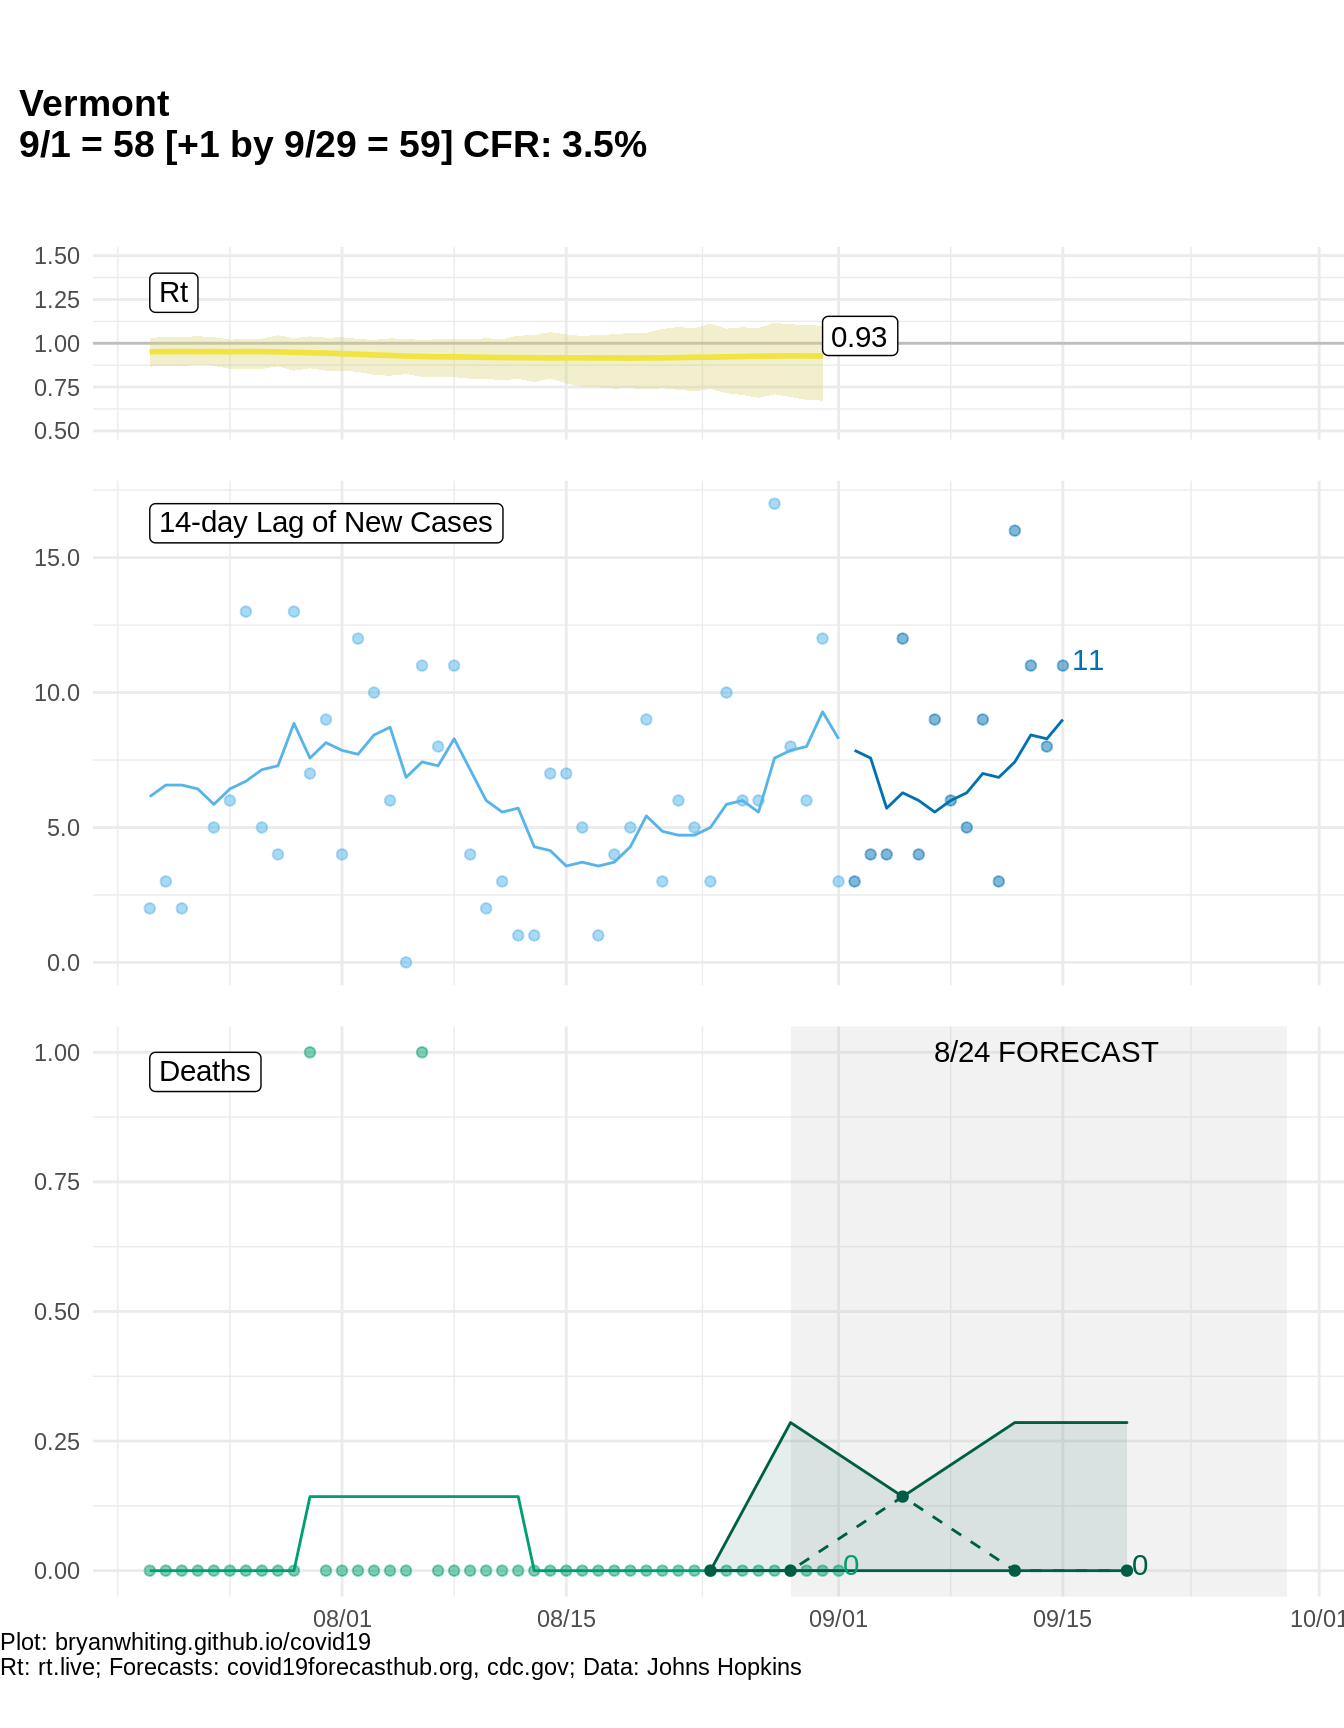 Vermont
9/1 = 58 [+1 by 9/29 = 59] CFR: 3.5%
1.50
Rt
1.25
1.00
0.93
0.75
0.50
14-day Lag of New Cases
15.0
11
10.0
5.0
0.0
8/24 FORECAST
1.00
Deaths
0.75
0.50
0.25
0.00
0
0
08/01 08/15 09/01 09/15 10/01
Plot: bryanwhiting.github.io/covid19
Rt: rt.live; Forecasts: covid19forecasthub.org, cdc.gov; Data: Johns Hopkins